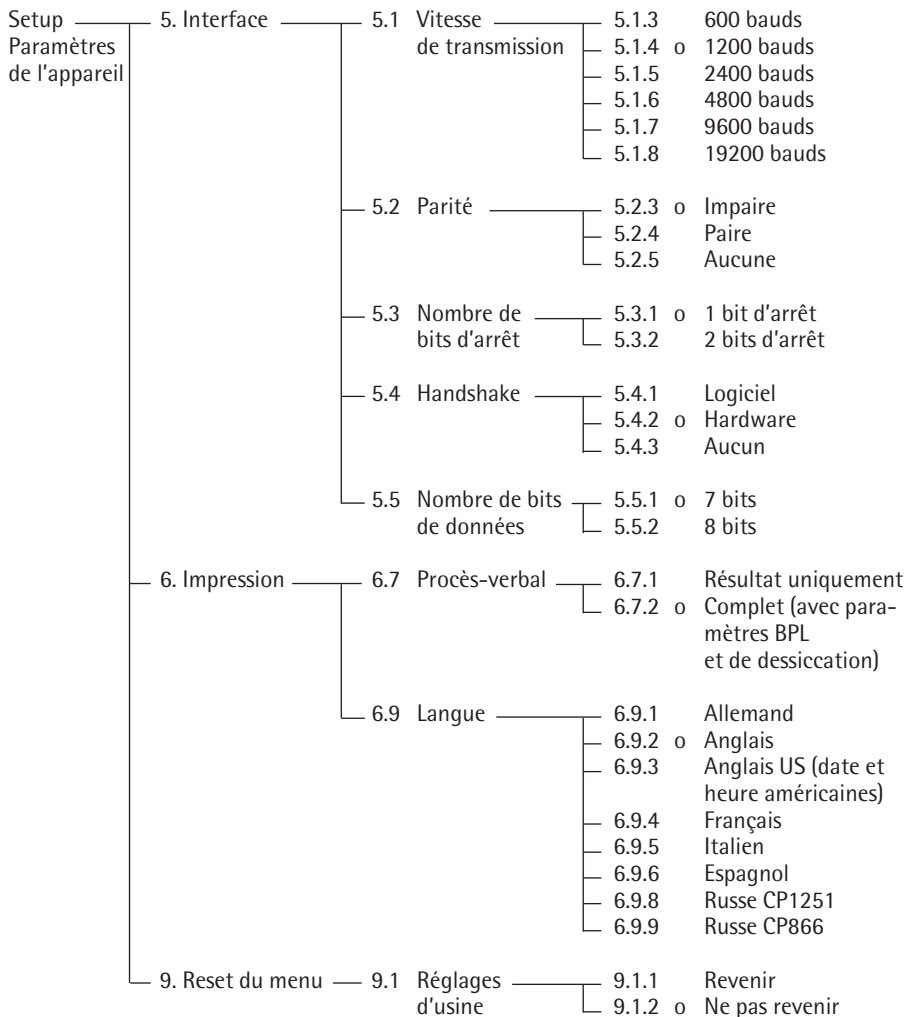 Setup 5. Interface 5.1 Vitesse 5.1.3 600 bauds
Paramètres de transmission 5.1.4 o 1200 bauds
de l'appareil 5.1.5 2400 bauds
5.1.6 4800 bauds
5.1.7 9600 bauds
5.1.8 19200 bauds
5.2 Parité 5.2.3 o Impaire
5.2.4 Paire
5.2.5 Aucune
5.3 Nombre de 5.3.1 o 1 bit d'arrêt
bits d'arrêt 5.3.2 2 bits d'arrêt
5.4 Handshake 5.4.1 Logiciel
5.4.2 o Hardware
5.4.3 Aucun
5.5 Nombre de bits 5.5.1 o 7 bits
de données 5.5.2 8 bits
6. Impression 6.7 Procès-verbal 6.7.1 Résultat uniquement
6.7.2 o Complet (avec para-
mètres BPL
et de dessiccation)
6.9 Langue 6.9.1 Allemand
6.9.2 o Anglais
6.9.3 Anglais US (date et
heure américaines)
6.9.4 Français
6.9.5 Italien
6.9.6 Espagnol
6.9.8 Russe CP1251
6.9.9 Russe CP866
9. Reset du menu 9.1 Réglages 9.1.1 Revenir
d'usine 9.1.2 o Ne pas revenir